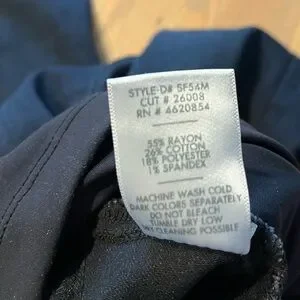 STYLE-D# SF54M
CUT # 26008
RN # 4620854
55% RAYON
26% COTTON
18% POLYESTER
1% SPANDEX
MACHINE WASH COLD
DARK COLORS SEPARATELY
DO NOT BLEACH
TUMBLE DRY LOW
DRY CLEANING POSSIBLE